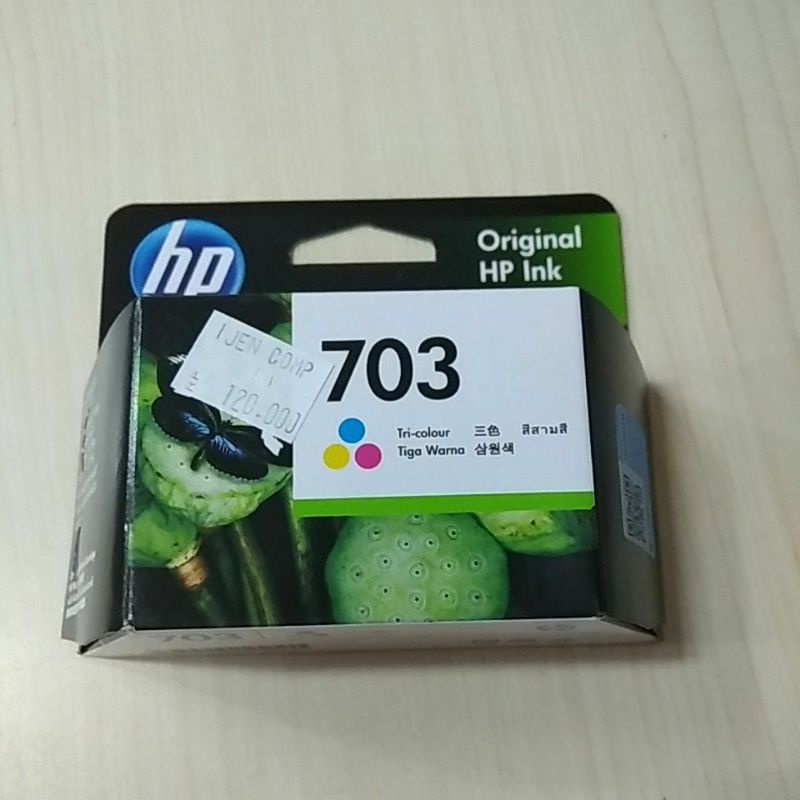 hp
Original
HP Ink
IJEN COMP
120.000
703
Tri-colour 三色 สีสามสี
Tiga Warna 삼원색
703